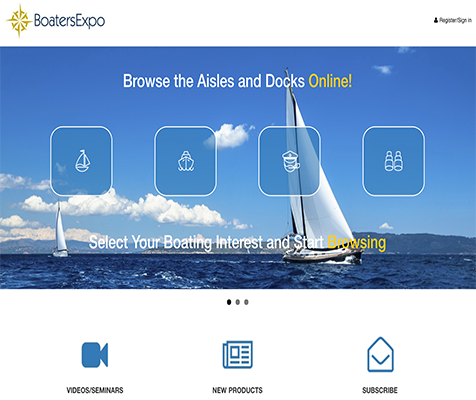 BoatersExpo
Register/Sign in
Browse the Aisles and Docks Online!
Select Your Boating Interest and Start Browsing
VIDEOS/SEMINARS
NEW PRODUCTS
SUBSCRIBE